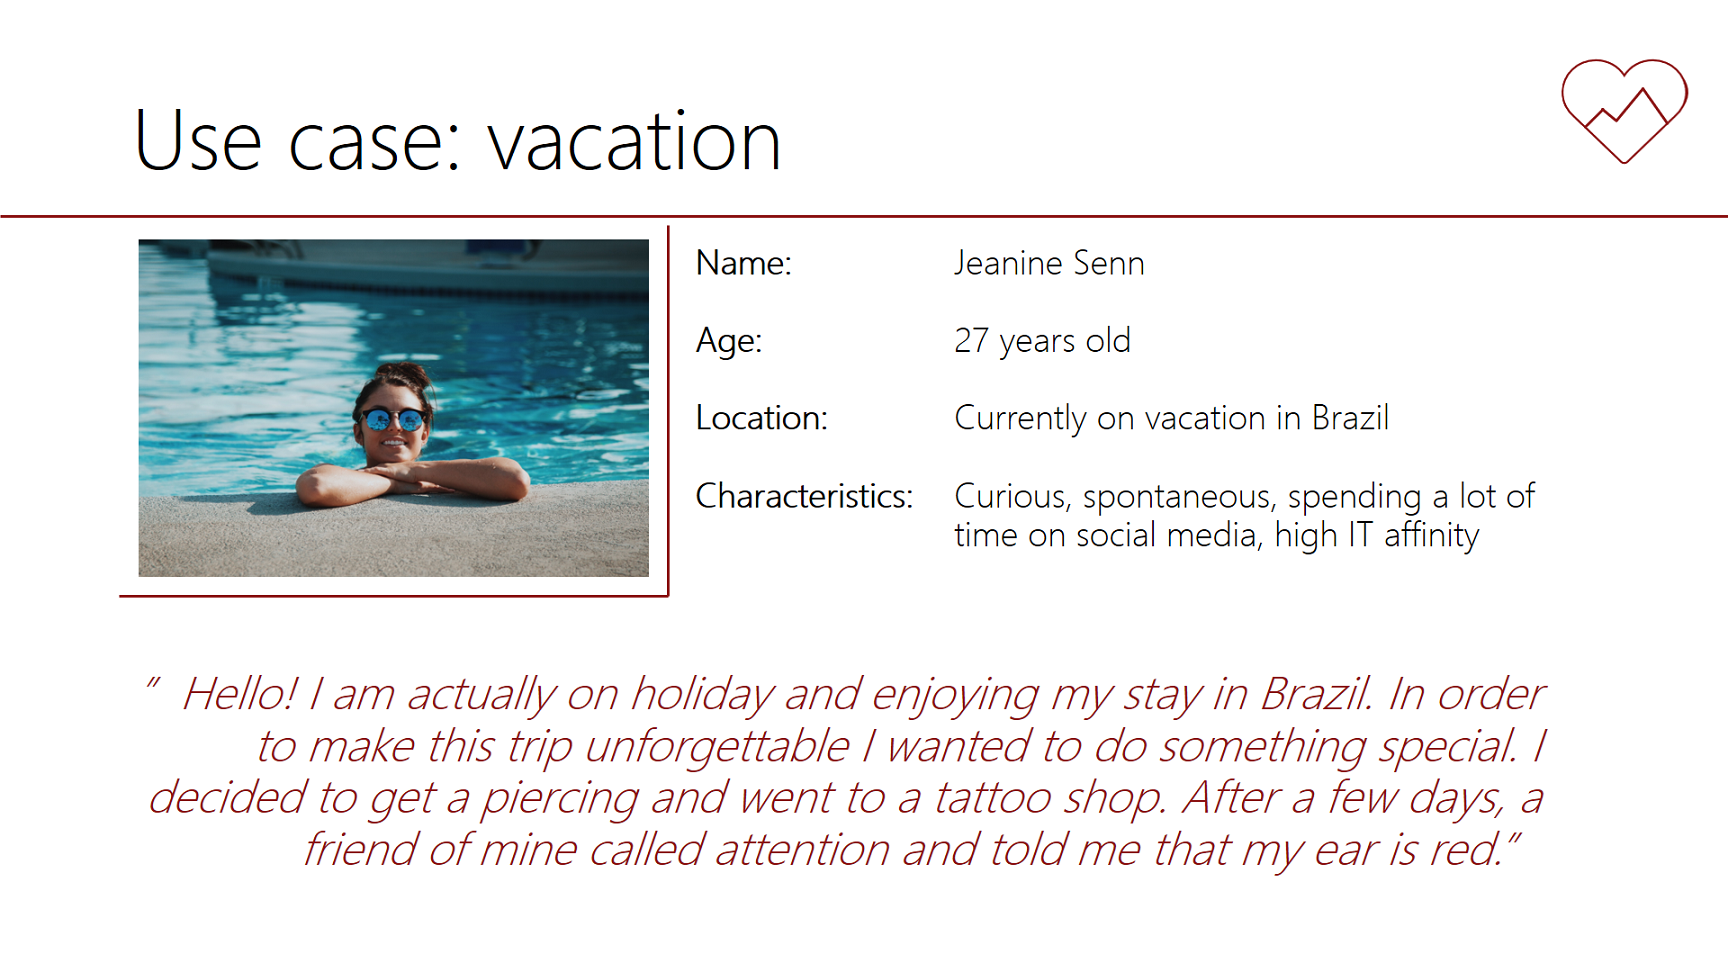 Use case: vacation
Name: Jeanine Senn
Age: 27 years old
Location: Currently on vacation in Brazil
Characteristics: Curious, spontaneous, spending a lot of
time on social media, high IT affinity
" Hello! I am actually on holiday and enjoying my stay in Brazil. In order
to make this trip unforgettable I wanted to do something special. I
decided to get a piercing and went to a tattoo shop. After a few days, a
friend of mine called attention and told me that my ear is red."